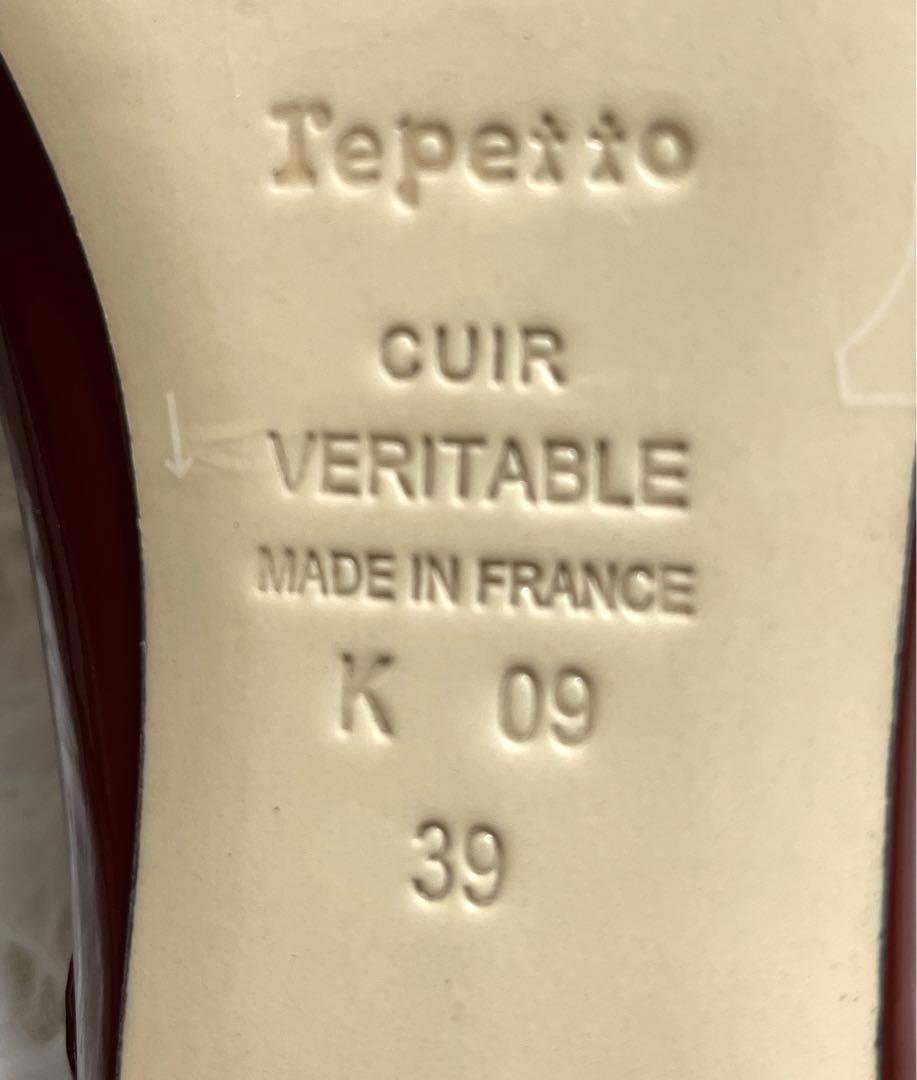 repetto
CUIR
VERITABLE
MADE IN FRANCE
K 09
39